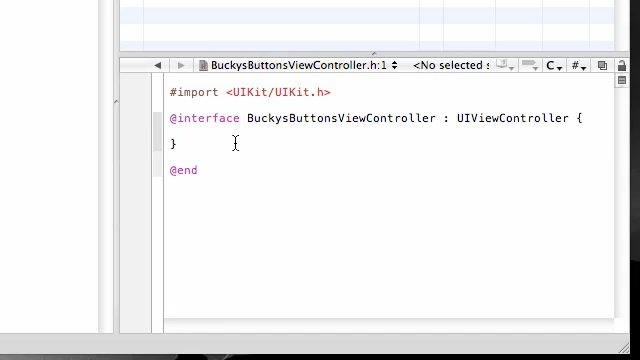 BuckysButtonsViewController.h:1 <No selected s C #
#import <UIKit/UIKit.h>
@interface BuckysButtonsViewController : UIViewController {
}
@end